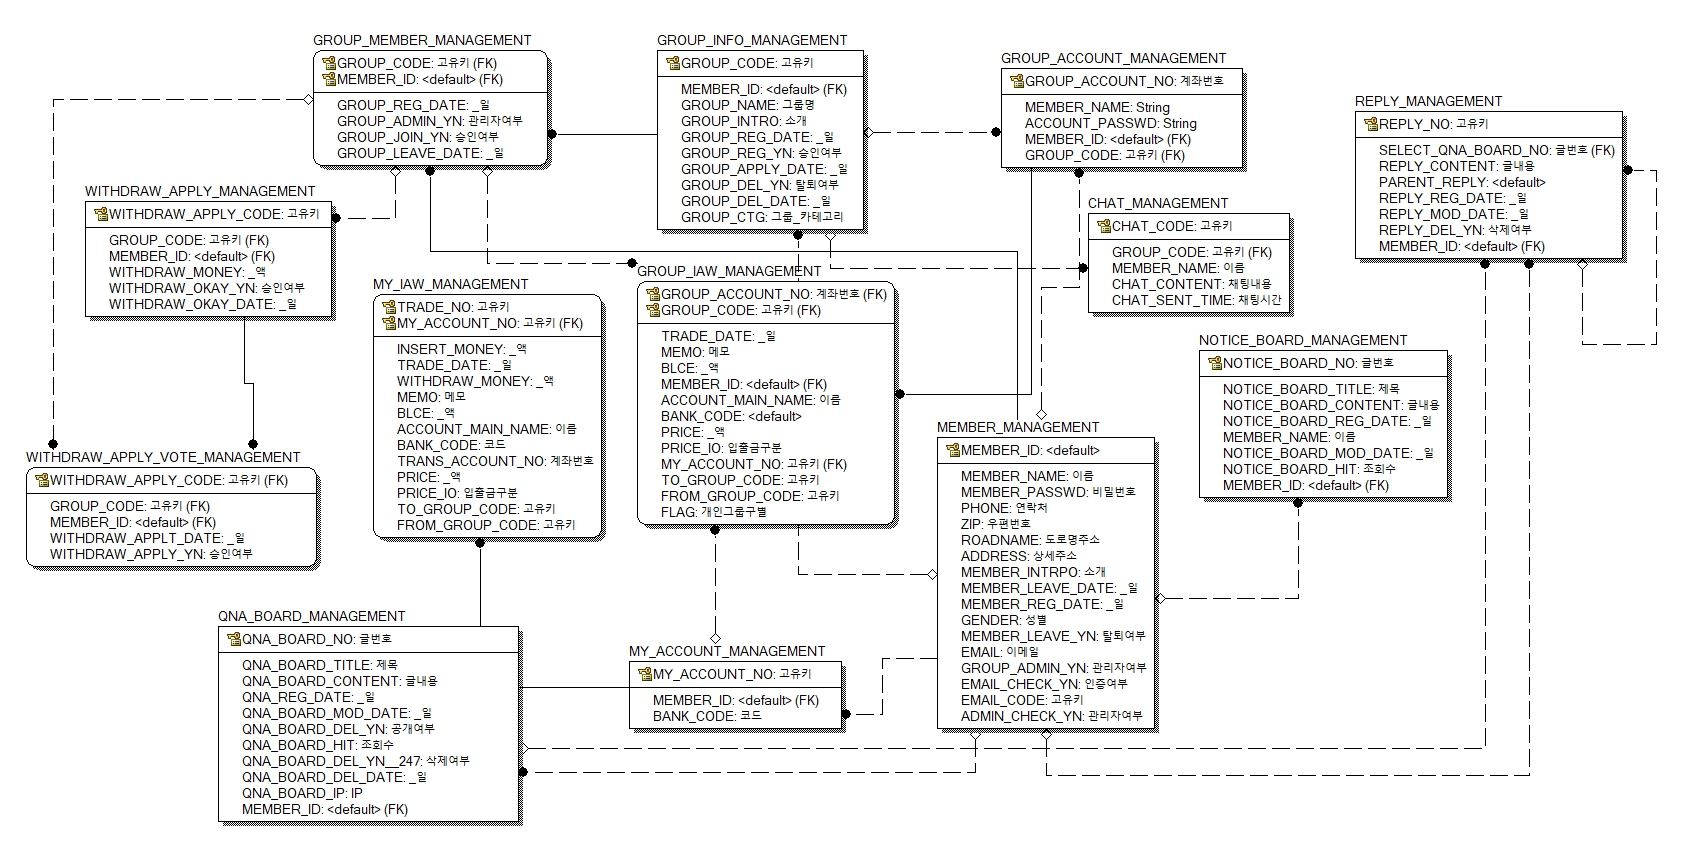 GROUP_MEMBER_MANAGEMENT
GROUP_CODE: 고유키 (FK)
MEMBER_ID: <default> (FK)
GROUP_REG_DATE: _일
GROUP_ADMIN_YN: 관리자여부
GROUP_JOIN_YN: 승인여부
GROUP_LEAVE_DATE: _일
GROUP_INFO_MANAGEMENT
GROUP_CODE: 고유키
MEMBER_ID: <default> (FK)
GROUP_NAME: 그룹명
GROUP_INTRO: 소개
GROUP_REG_DATE: _일
GROUP_REG_YN: 승인여부
GROUP_APPLY_DATE: _일
GROUP_DEL_YN: 탈퇴여부
GROUP_DEL_DATE: _일
GROUP_CTG: 그룹_카테고리
GROUP_ACCOUNT_MANAGEMENT
GROUP_ACCOUNT_NO: 계좌번호
MEMBER_NAME: String
ACCOUNT_PASSWD: String
MEMBER_ID: <default> (FK)
GROUP_CODE: 고유키 (FK)
REPLY_MANAGEMENT
REPLY_NO: 고유키
SELECT_QNA_BOARD_NO: 글번호 (FK)
REPLY_CONTENT: 글내용
PARENT_REPLY: <default>
REPLY_REG_DATE: _일
REPLY_MOD_DATE: _일
REPLY_DEL_YN: 삭제여부
MEMBER_ID: <default> (FK)
WITHDRAW_APPLY_MANAGEMENT
WITHDRAW_APPLY_CODE: 고유키
GROUP_CODE: 고유키 (FK)
MEMBER_ID: <default> (FK)
WITHDRAW_MONEY: _액
WITHDRAW_OKAY_YN: 승인여부
WITHDRAW_OKAY_DATE: _일
CHAT_MANAGEMENT
CHAT_CODE: 고유키
GROUP_CODE: 고유키 (FK)
MEMBER_NAME: 이름
CHAT_CONTENT: 채팅내용
CHAT_SENT_TIME: 채팅시간
MY_IAW_MANAGEMENT
TRADE_NO: 고유키
MY_ACCOUNT_NO: 고유키 (FK)
INSERT_MONEY: _액
TRADE_DATE: _일
WITHDRAW_MONEY: _액
MEMO: 메모
BLCE: _액
ACCOUNT_MAIN_NAME: 이름
BANK_CODE: 코드
TRANS_ACCOUNT_NO: 계좌번호
PRICE: _액
PRICE_IO: 입출금구분
TO_GROUP_CODE: 고유키
FROM_GROUP_CODE: 고유키
GROUP_IAW_MANAGEMENT
GROUP_ACCOUNT_NO: 계좌번호 (FK)
GROUP_CODE: 고유키 (FK)
TRADE_DATE: _일
MEMO: 메모
BLCE: _액
MEMBER_ID: <default> (FK)
ACCOUNT_MAIN_NAME: 이름
BANK_CODE: <default>
PRICE: _액
PRICE_IO: 입출금구분
MY_ACCOUNT_NO: 고유키 (FK)
TO_GROUP_CODE: 고유키
FROM_GROUP_CODE: 고유키
FLAG: 개인그룹구별
NOTICE_BOARD_MANAGEMENT
NOTICE_BOARD_NO: 글번호
NOTICE_BOARD_TITLE: 제목
NOTICE_BOARD_CONTENT: 글내용
NOTICE_BOARD_REG_DATE: _일
MEMBER_NAME: 이름
NOTICE_BOARD_MOD_DATE: _일
NOTICE_BOARD_HIT: 조회수
MEMBER_ID: <default> (FK)
WITHDRAW_APPLY_VOTE_MANAGEMENT
WITHDRAW_APPLY_CODE: 고유키 (FK)
GROUP_CODE: 고유키 (FK)
MEMBER_ID: <default> (FK)
WITHDRAW_APPLT_DATE: _일
WITHDRAW_APPLY_YN: 승인여부
MEMBER_MANAGEMENT
MEMBER_ID: <default>
MEMBER_NAME: 이름
MEMBER_PASSWD: 비밀번호
PHONE: 연락처
ZIP: 우편번호
ROADNAME: 도로명주소
ADDRESS: 상세주소
MEMBER_INTRPO: 소개
MEMBER_LEAVE_DATE: _일
MEMBER_REG_DATE: _일
GENDER: 성별
MEMBER_LEAVE_YN: 탈퇴여부
EMAIL: 이메일
GROUP_ADMIN_YN: 관리자여부
EMAIL_CHECK_YN: 인증여부
EMAIL_CODE: 고유키
ADMIN_CHECK_YN: 관리자여부
QNA_BOARD_MANAGEMENT
QNA_BOARD_NO: 글번호
QNA_BOARD_TITLE: 제목
QNA_BOARD_CONTENT: 글내용
QNA_REG_DATE: _일
QNA_BOARD_MOD_DATE: _일
QNA_BOARD_DEL_YN: 공개여부
QNA_BOARD_HIT: 조회수
QNA_BOARD_DEL_YN__247: 삭제여부
QNA_BOARD_DEL_DATE: _일
QNA_BOARD_IP: IP
MEMBER_ID: <default> (FK)
MY_ACCOUNT_MANAGEMENT
MY_ACCOUNT_NO: 고유키
MEMBER_ID: <default> (FK)
BANK_CODE: 코드